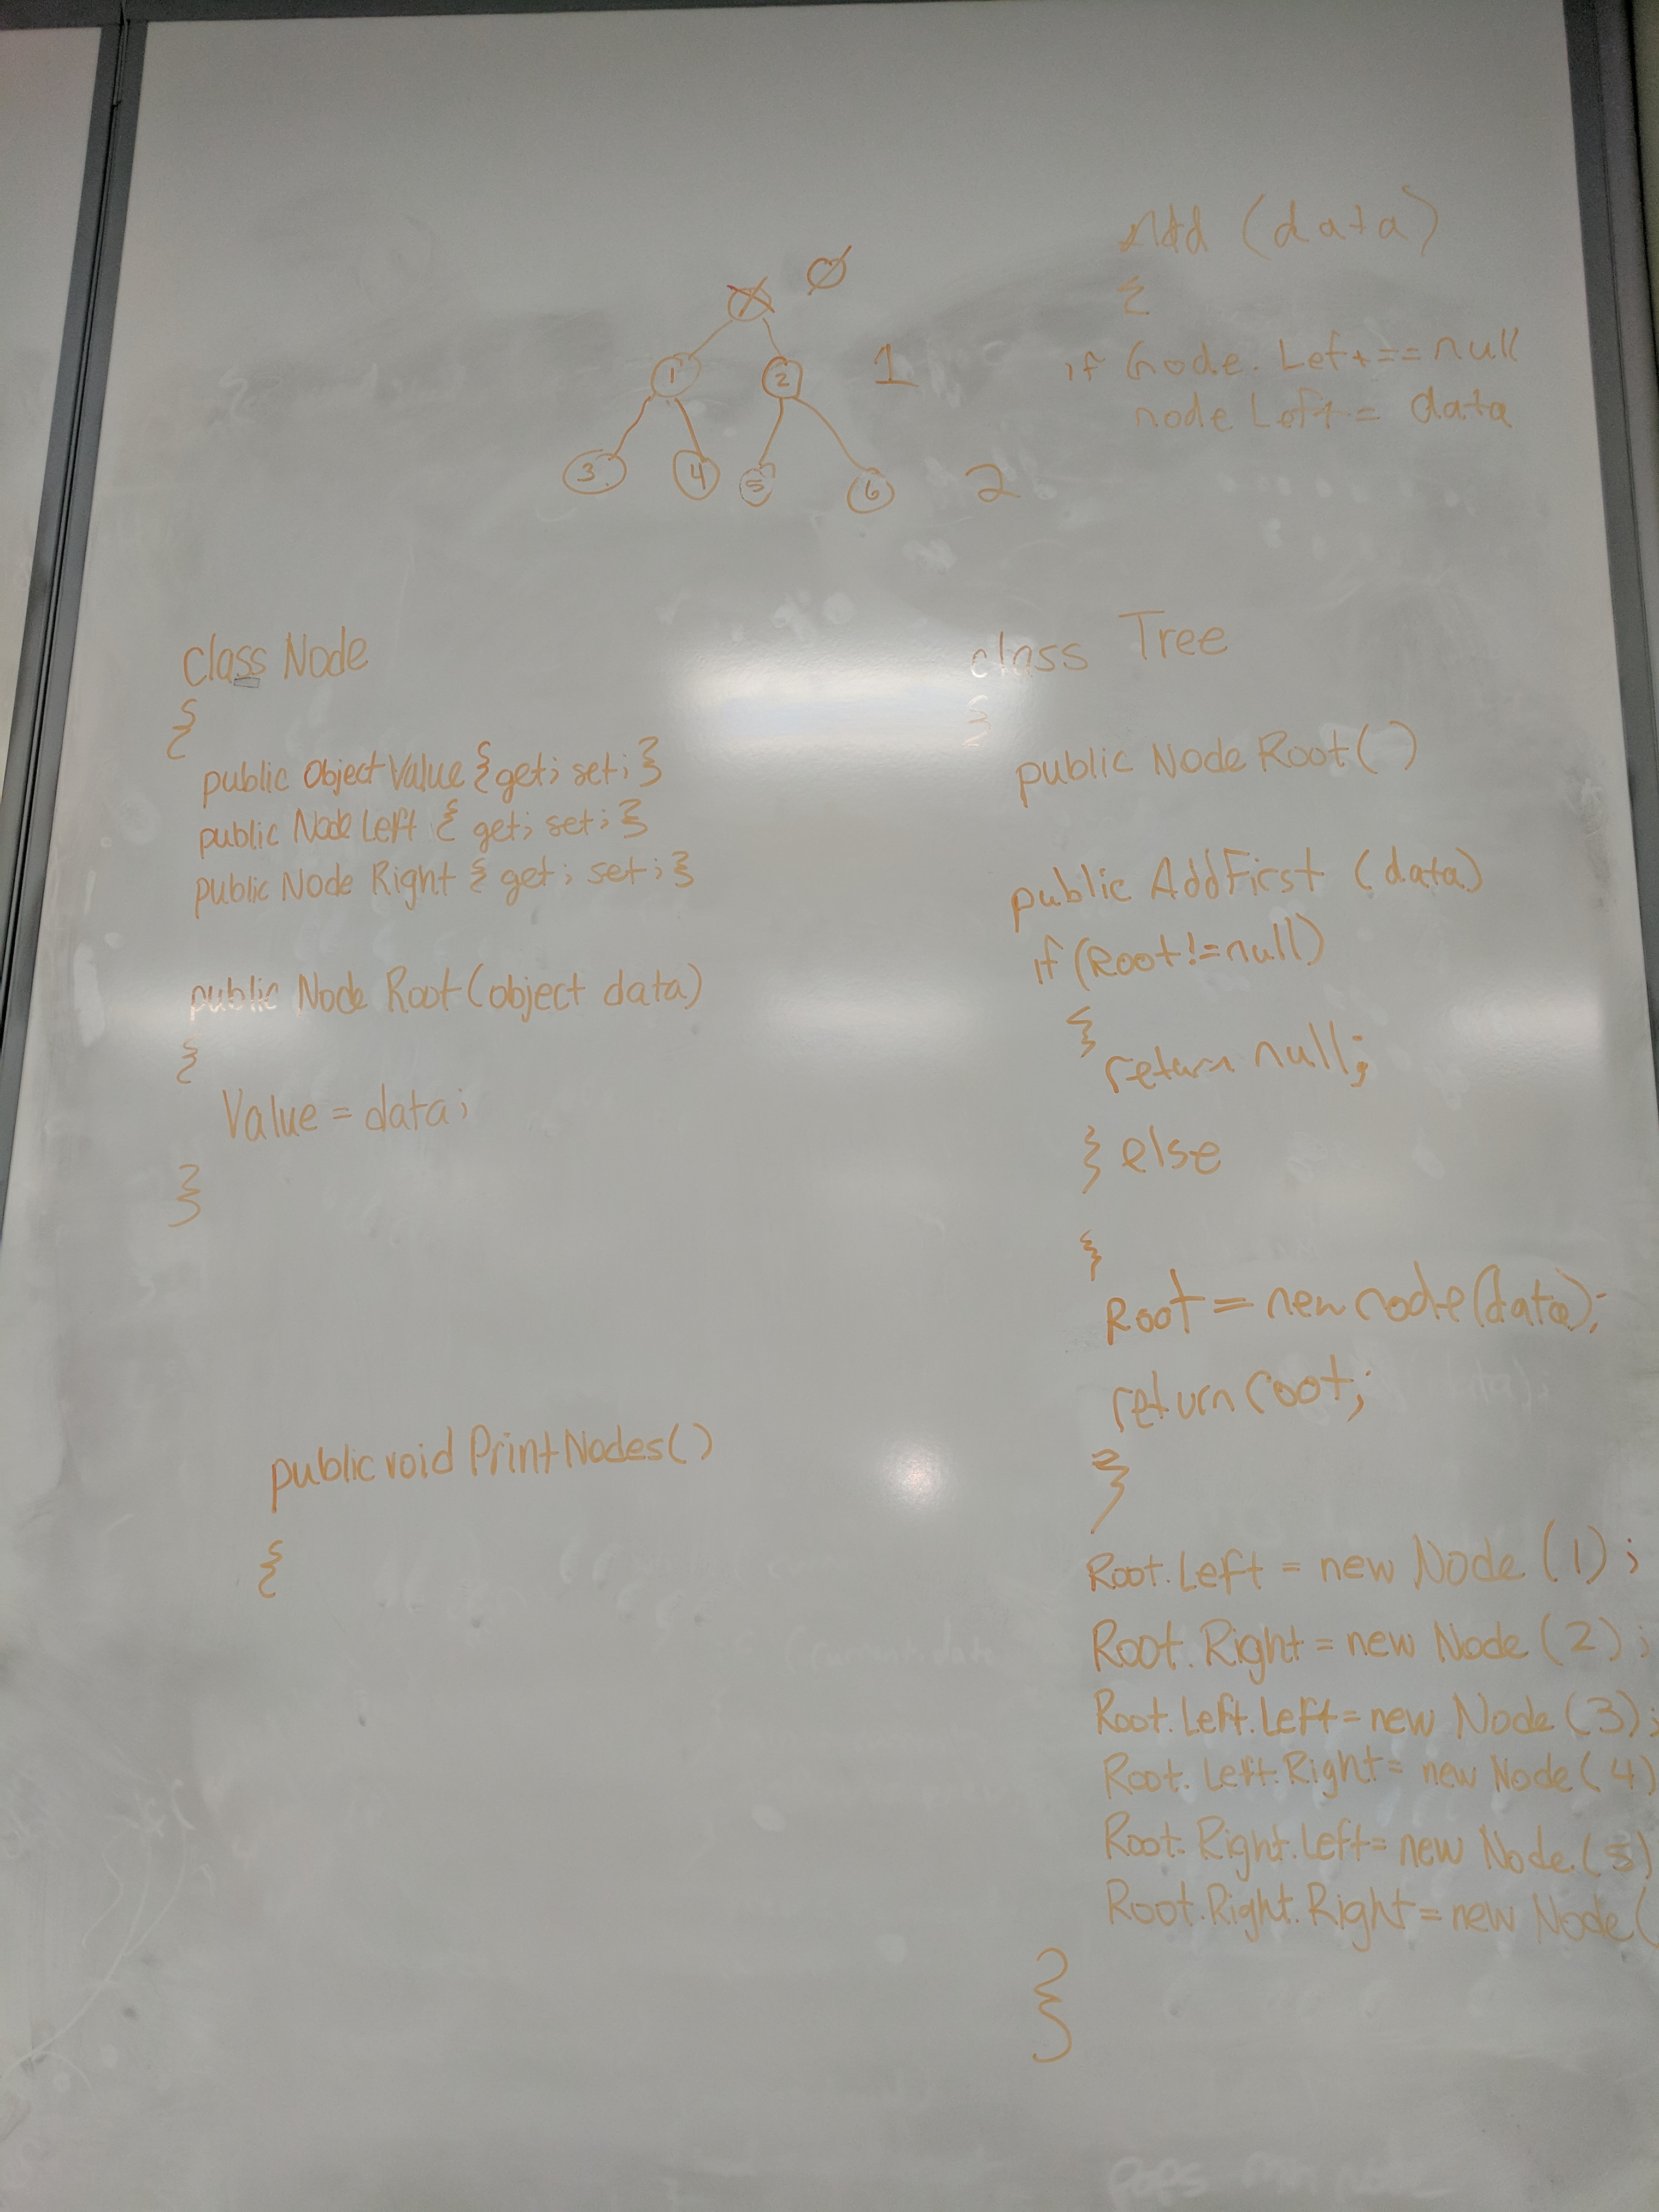 Ø
X
1 2 1
3 4 5 6 2
Add (data)
{
if (node.Left==null
node Left = data
class Node
{
public Object Value { get; set; }
public Node Left { get; set; }
public Node Right { get; set; }
public Node Root (object data)
{
Value = data;
}
public void PrintNodes()
{
class Tree
{
public Node Root( )
public AddFirst (data)
if (Root!=null)
{
return null;
} else
{
Root = new node(data);
return root;
}
Root.Left = new Node (1);
Root.Right = new Node (2);
Root.Left.Left = new Node (3);
Root.Left.Right = new Node (4)
Root.Right.Left = new Node (5)
Root.Right.Right = new Node (
}